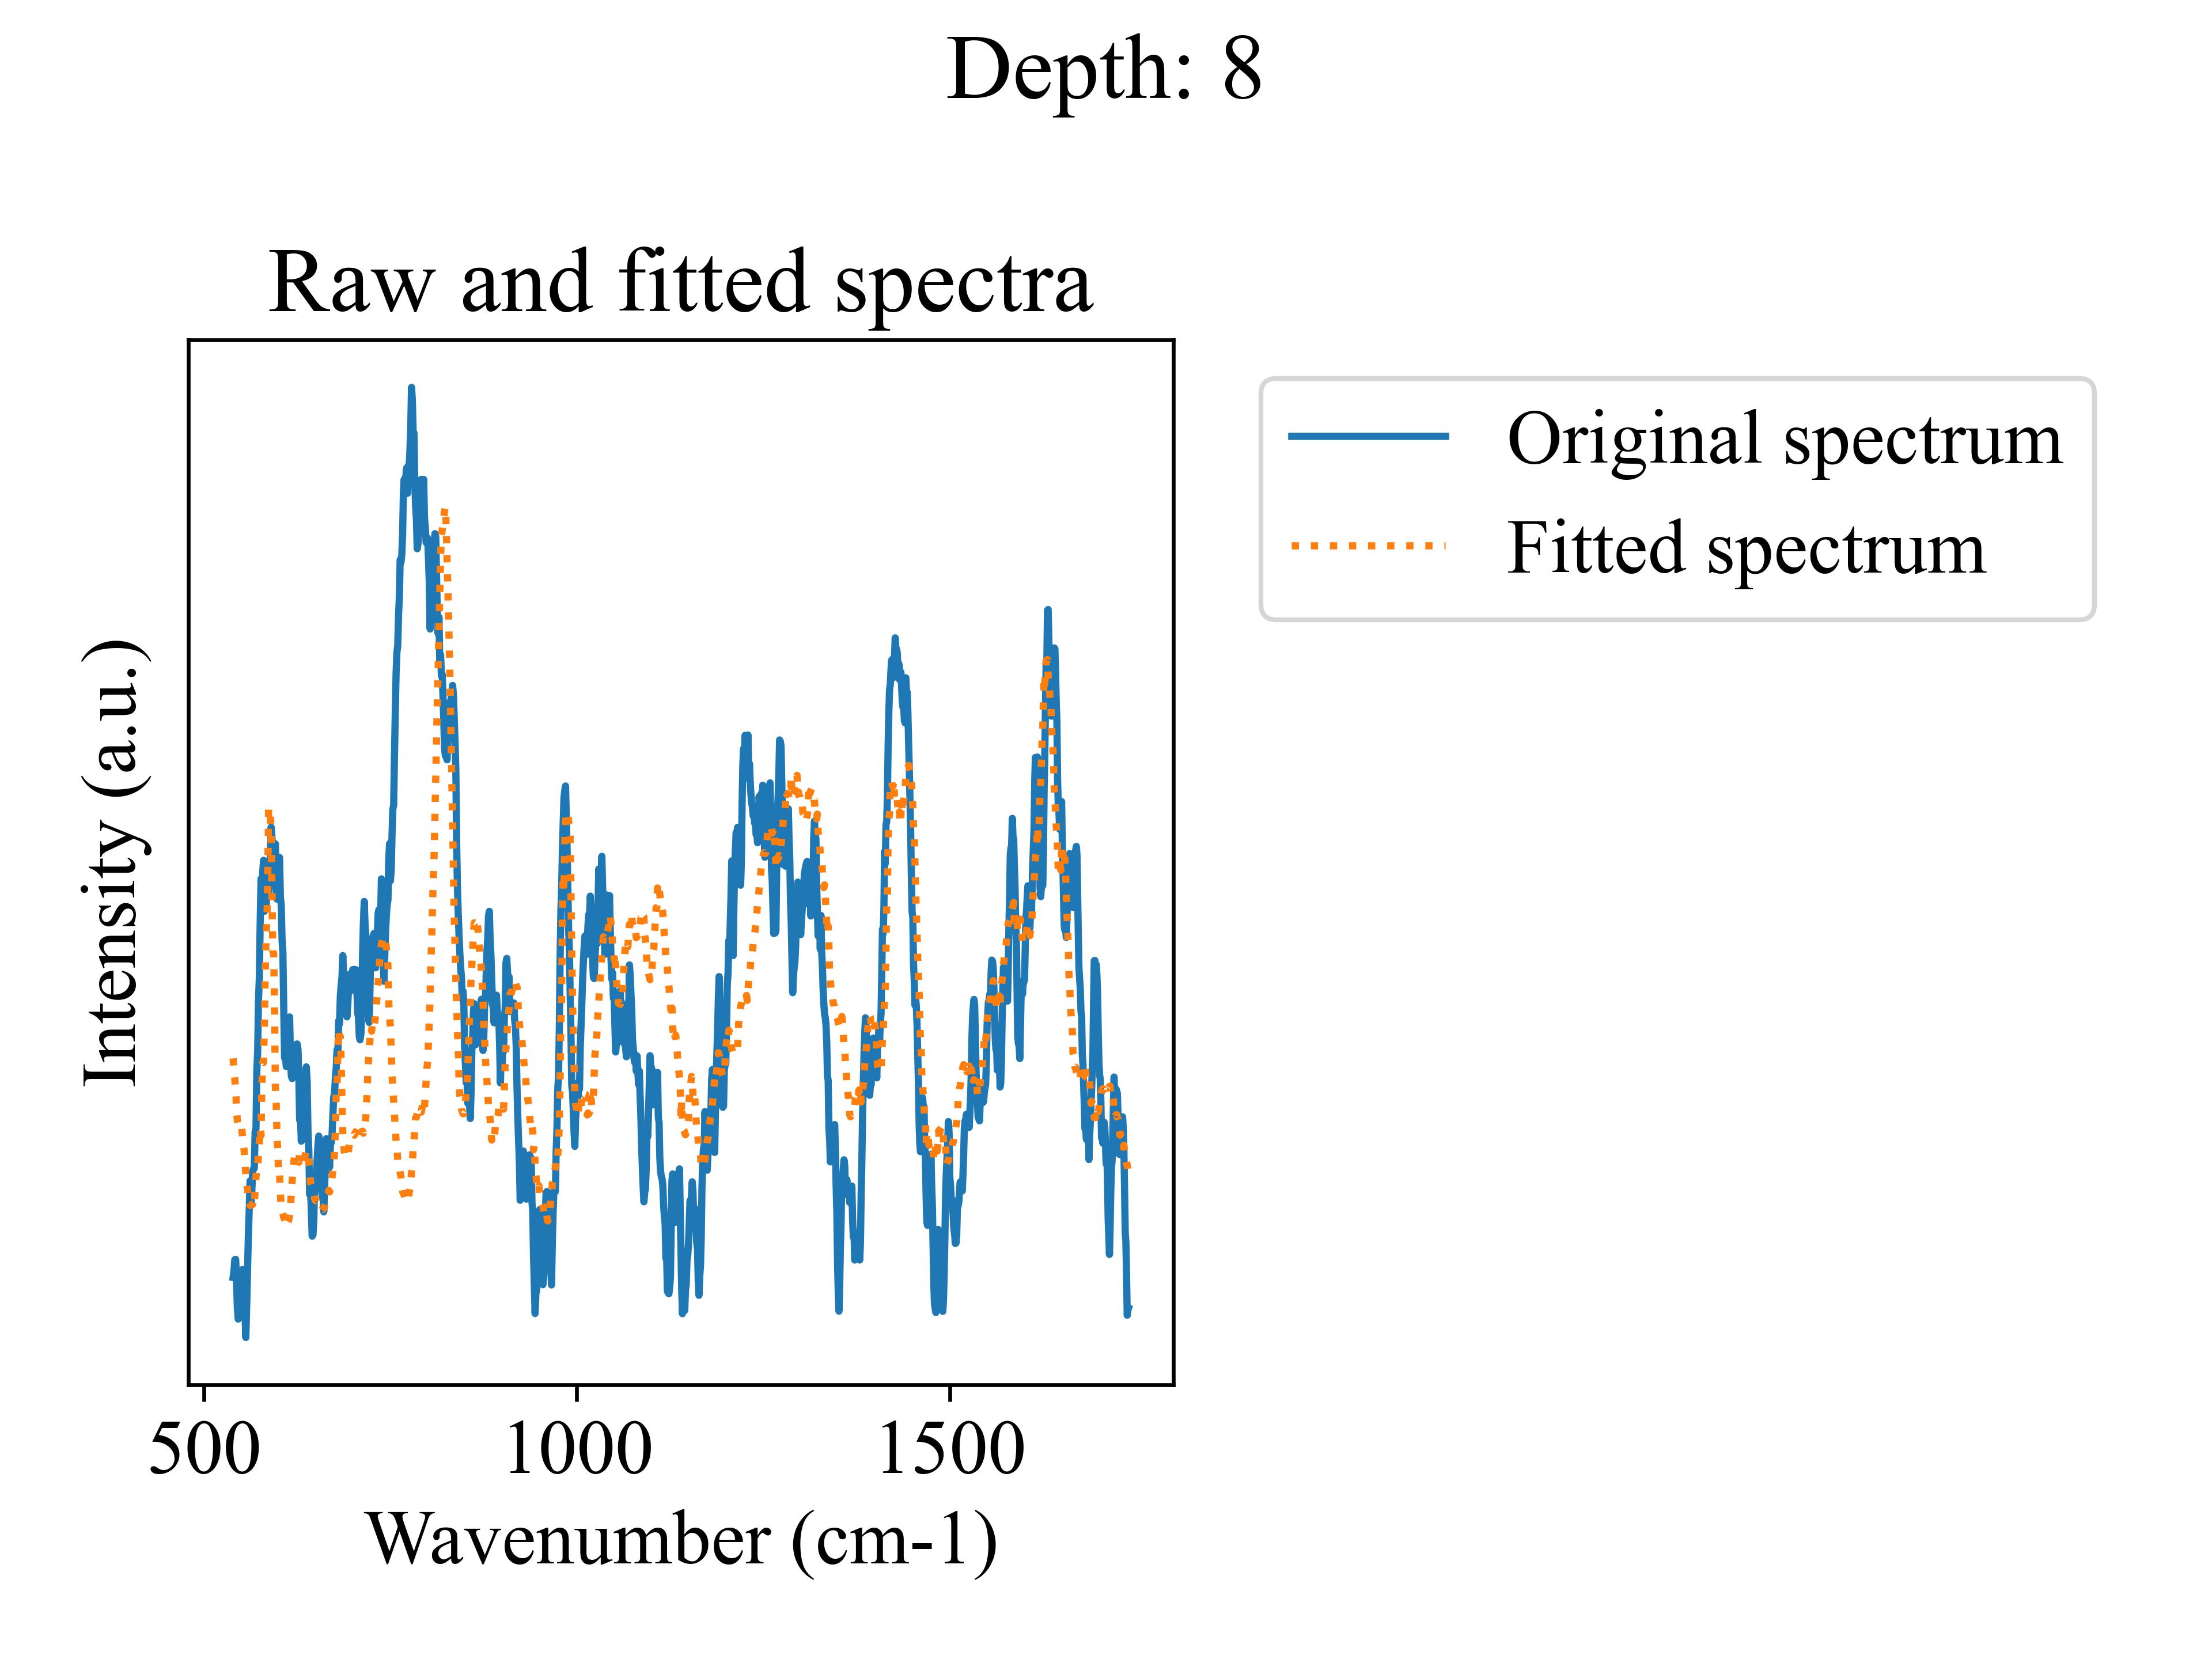 Depth: 8
Raw and fitted spectra
Original spectrum
Fitted spectrum
Intensity (a.u.)
500 1000 1500
Wavenumber (cm-1)